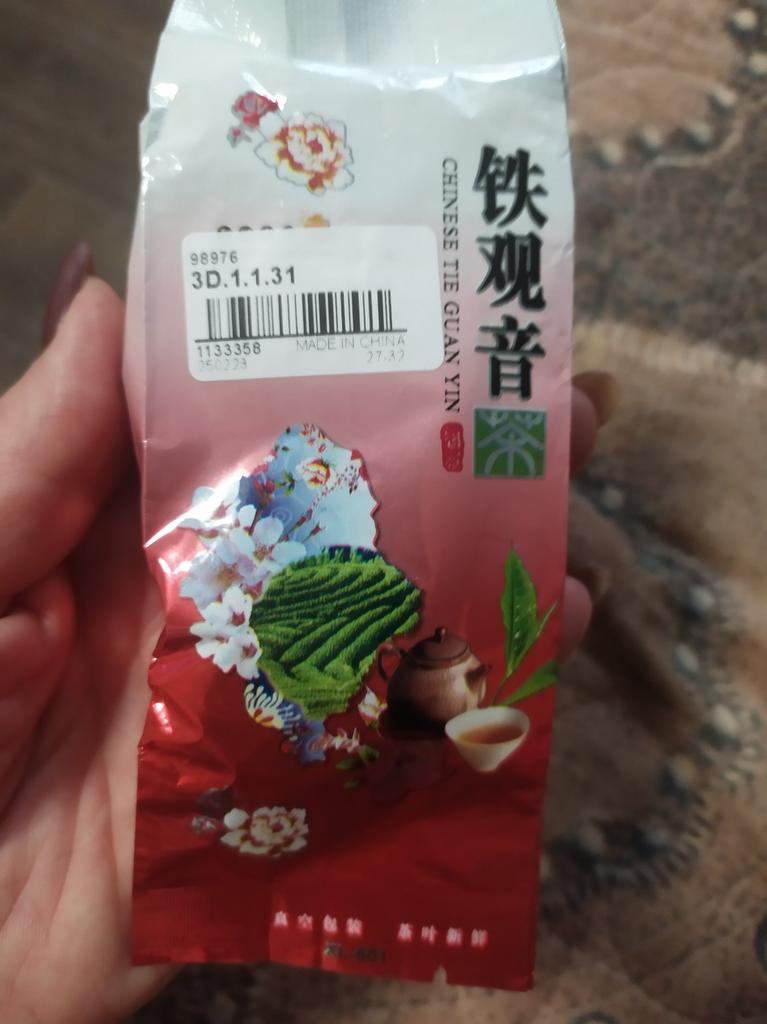 铁观音
茶
CHINESE TIE GUAN YIN
98976
3D.1.1.31
1133358
MADE IN CHINA
250223
27-32
真空包装 茶叶新鲜